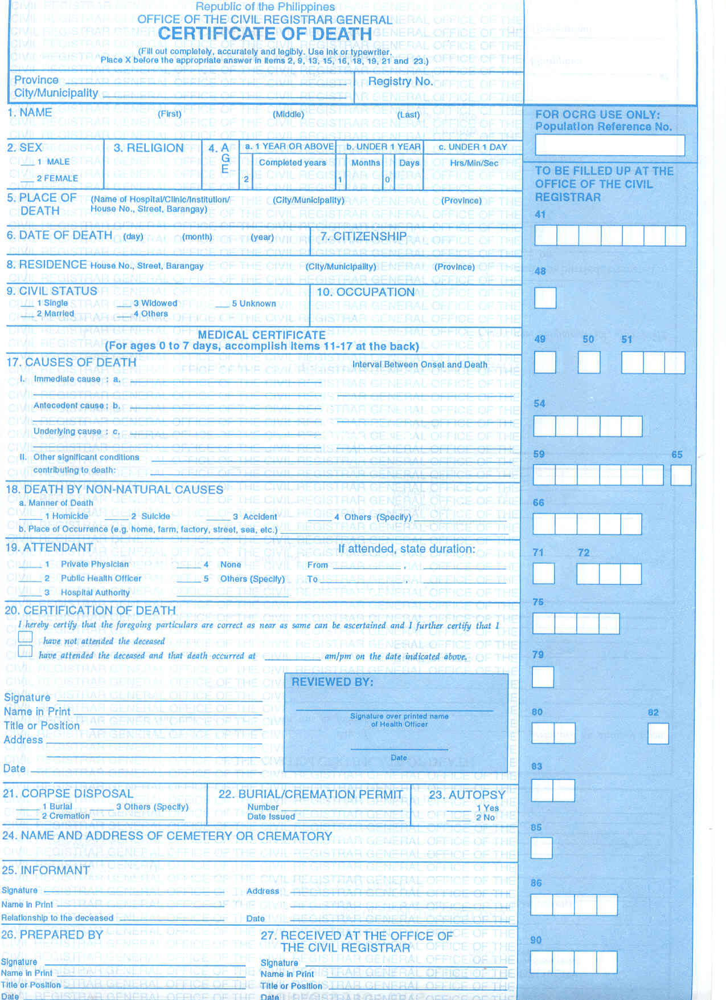 Republic of the Philippines
OFFICE OF THE CIVIL REGISTRAR GENERAL
CERTIFICATE OF DEATH
(Fill out completely, accurately and legibly. Use ink or typewriter.
Place X before the appropriate answer in Items 2, 9, 13, 15, 16, 18, 19, 21 and 23.)
Province
City/Municipality
Registry No.
1. NAME (First) (Middle) (Last)
2. SEX
1 MALE
2 FEMALE
3. RELIGION
4. AGE
a. 1 YEAR OR ABOVE
Completed years
2
b. UNDER 1 YEAR
Months Days
1 0
c. UNDER 1 DAY
Hrs/Min/Sec
5. PLACE OF DEATH (Name of Hospital/Clinic/Institution/ (City/Municipality) (Province)
House No., Street, Barangay)
6. DATE OF DEATH (day) (month) (year)
7. CITIZENSHIP
8. RESIDENCE House No., Street, Barangay (City/Municipality) (Province)
9. CIVIL STATUS
1 Single 3 Widowed 5 Unknown
2 Married 4 Others
10. OCCUPATION
MEDICAL CERTIFICATE
(For ages 0 to 7 days, accomplish Items 11-17 at the back)
17. CAUSES OF DEATH Interval Between Onset and Death
I. Immediate cause : a.
Antecedent cause : b.
Underlying cause : c.
II. Other significant conditions
contributing to death:
18. DEATH BY NON-NATURAL CAUSES
a. Manner of Death
1 Homicide 2 Suicide 3 Accident 4 Others (Specify)
b. Place of Occurrence (e.g. home, farm, factory, street, sea, etc.)
19. ATTENDANT If attended, state duration:
1 Private Physician 4 None From ,
2 Public Health Officer 5 Others (Specify) To ,
3 Hospital Authority
20. CERTIFICATION OF DEATH
I hereby certify that the foregoing particulars are correct as near as same can be ascertained and I further certify that I
have not attended the deceased
have attended the deceased and that death occurred at am/pm on the date indicated above.
Signature
Name in Print
Title or Position
Address
Date
REVIEWED BY:
Signature over printed name
of Health Officer
Date
21. CORPSE DISPOSAL
1 Burial 3 Others (Specify)
2 Cremation
22. BURIAL/CREMATION PERMIT
Number
Date Issued
23. AUTOPSY
1 Yes
2 No
24. NAME AND ADDRESS OF CEMETERY OR CREMATORY
25. INFORMANT
Signature Address
Name in Print
Relationship to the deceased Date
26. PREPARED BY
Signature
Name in Print
Title or Position
Date
27. RECEIVED AT THE OFFICE OF
THE CIVIL REGISTRAR
Signature
Name in Print
Title or Position
Date
FOR OCRG USE ONLY:
Population Reference No.
TO BE FILLED UP AT THE
OFFICE OF THE CIVIL
REGISTRAR
41
48
49 50 51
54
59 65
66
71 72
75
79
80 82
83
85
86
90